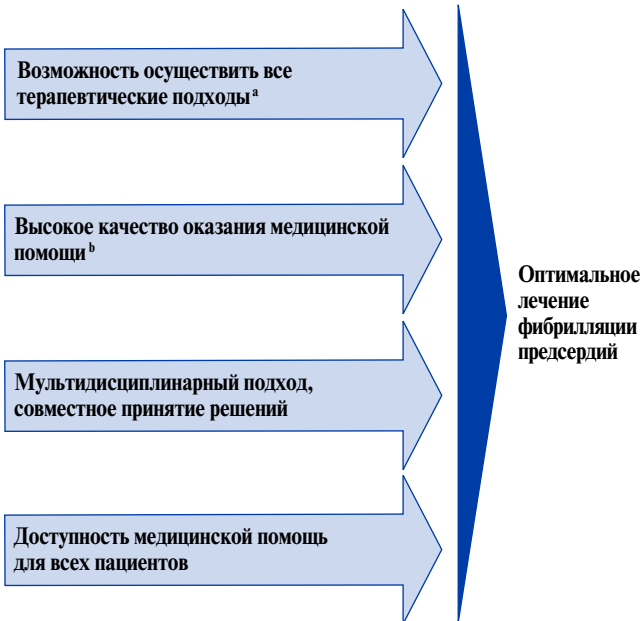 Возможность осуществить все
терапевтические подходы a
Высокое качество оказания медицинской
помощи b
Мультидисциплинарный подход,
совместное принятие решений
Доступность медицинской помощь
для всех пациентов
Оптимальное
лечение
фибрилляции
предсердий